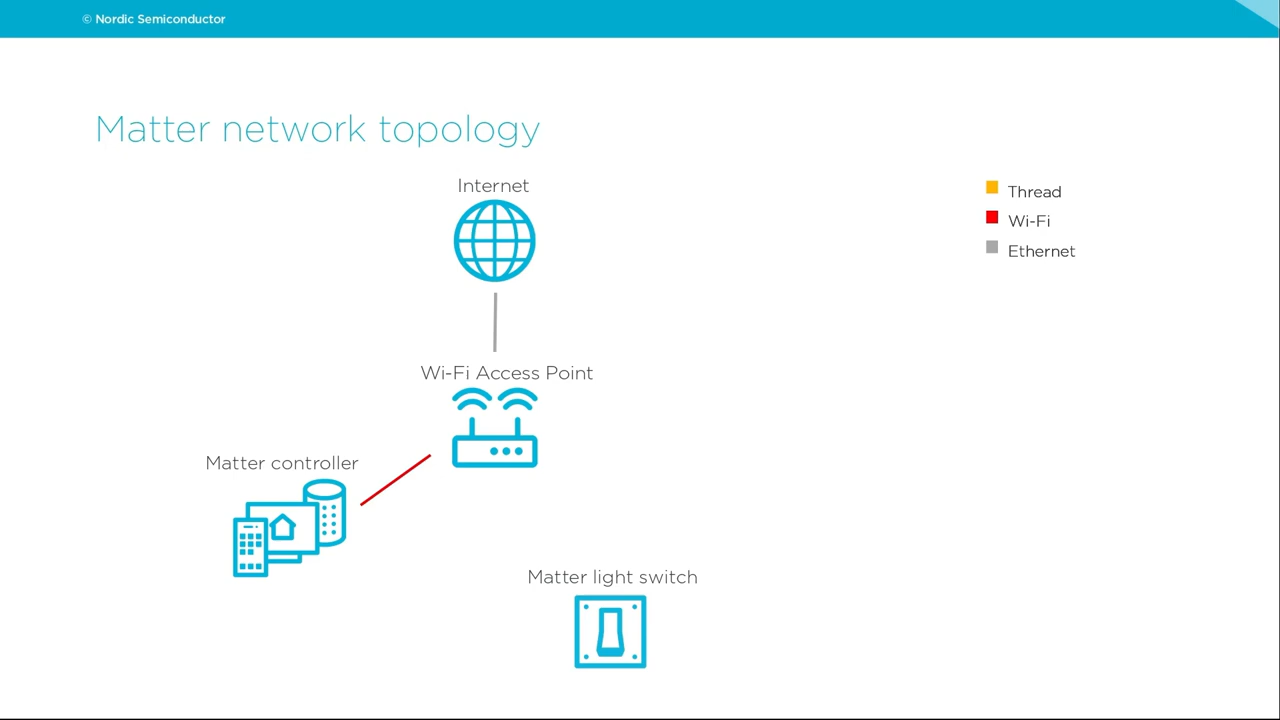 © Nordic Semiconductor
Matter network topology
Internet
Thread
Wi-Fi
Ethernet
Wi-Fi Access Point
Matter controller
Matter light switch